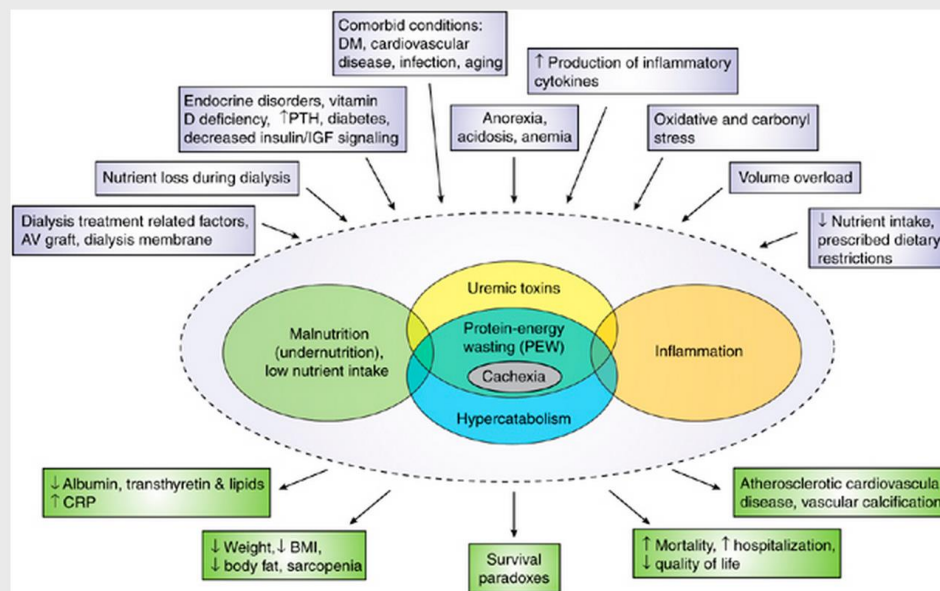 Comorbid conditions:
DM, cardiovascular
disease, infection, aging
↑ Production of inflammatory
cytokines
Endocrine disorders, vitamin
D deficiency, ↑PTH, diabetes,
decreased insulin/IGF signaling
Anorexia,
acidosis, anemia
Oxidative and carbonyl
stress
Nutrient loss during dialysis
Volume overload
Dialysis treatment related factors,
AV graft, dialysis membrane
↓ Nutrient intake,
prescribed dietary
restrictions
Uremic toxins
Malnutrition
(undernutrition),
low nutrient intake
Protein-energy
wasting (PEW)
Inflammation
Cachexia
Hypercatabolism
↓Albumin, transthyretin & lipids
↑CRP
Atherosclerotic cardiovascular
disease, vascular calcification
↓ Weight,↓ BMI,
↓ body fat, sarcopenia
Survival
paradoxes
↑ Mortality, ↑ hospitalization,
↓ quality of life